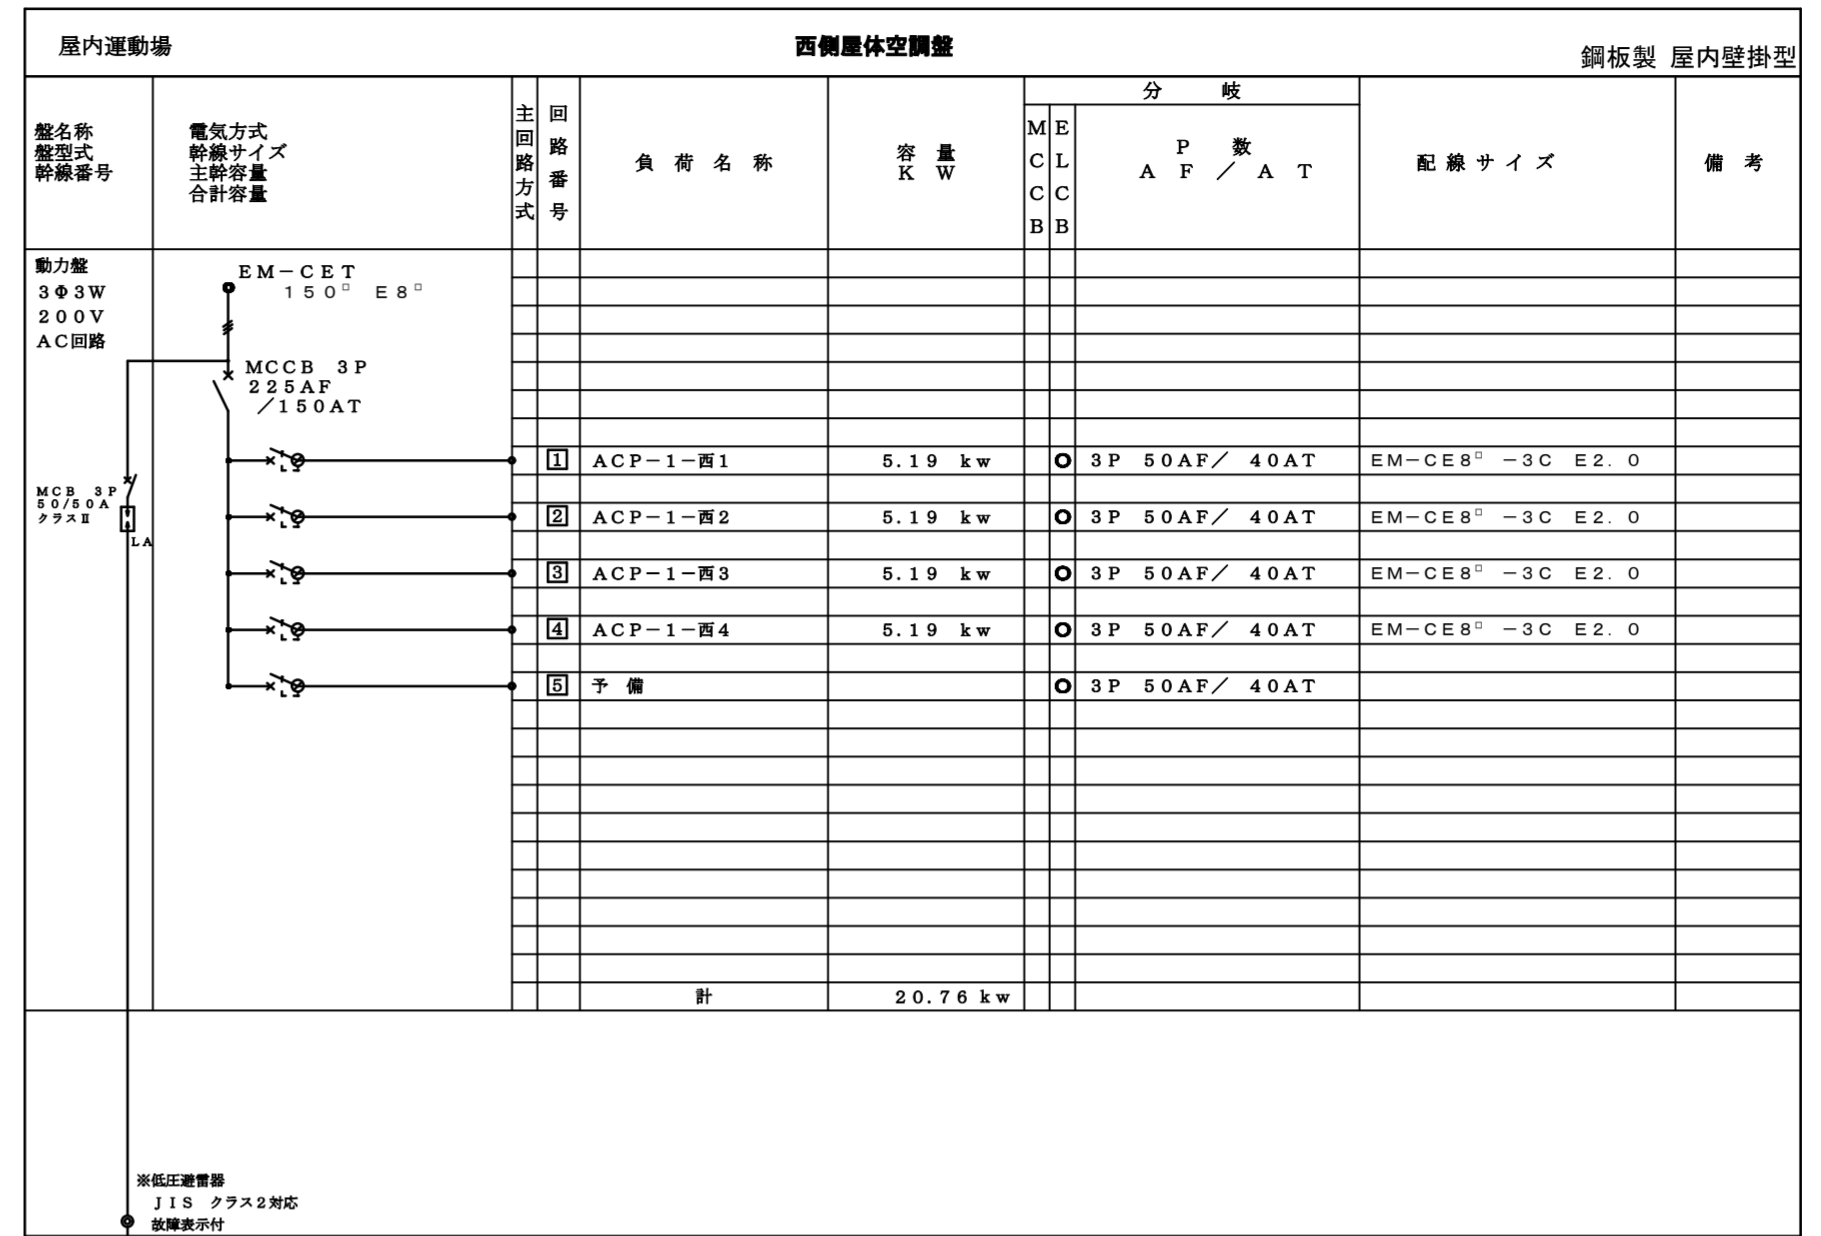 屋内運動場
西側屋体空調盤
鋼板製 屋内壁掛型
盤名称
盤型式
幹線番号
電気方式
幹線サイズ
主幹容量
合計容量
主回路方式
回路番号
負荷名称
容量
KW
分岐
MCCB
ELCB
P数
AF/AT
配線サイズ
備考
動力盤
3Φ3W
200V
AC回路
EM-CET
150□ E8□
MCCB 3P
225AF
/150AT
1 ACP-1-西1 5.19 kw 3P 50AF/ 40AT EM-CE8□ -3C E2.0
MCB 3P
50/50A
クラスⅡ
LA
2 ACP-1-西2 5.19 kw 3P 50AF/ 40AT EM-CE8□ -3C E2.0
3 ACP-1-西3 5.19 kw 3P 50AF/ 40AT EM-CE8□ -3C E2.0
4 ACP-1-西4 5.19 kw 3P 50AF/ 40AT EM-CE8□ -3C E2.0
5 予備 3P 50AF/ 40AT
計 20.76 kw
※低圧避雷器
JIS クラス2対応
故障表示付